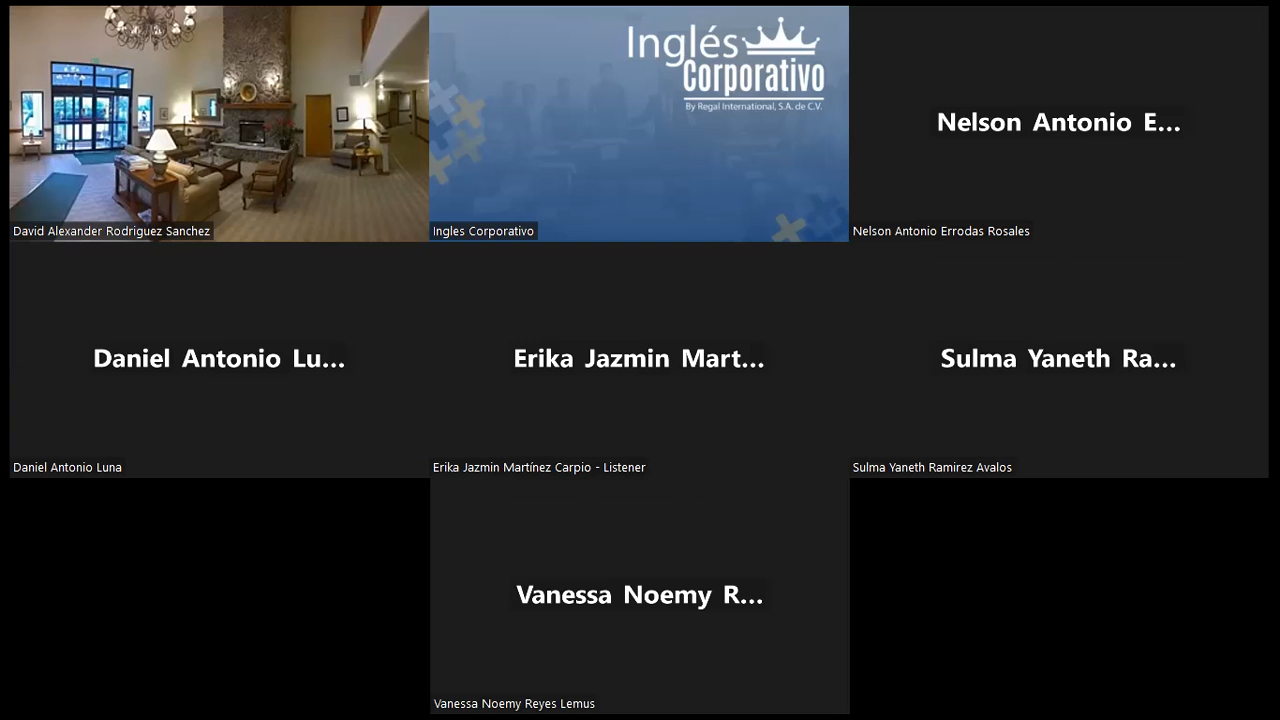 Inglés
Corporativo
By Regal International, S.A. de C.V.
Nelson Antonio E...
David Alexander Rodriguez Sanchez
Ingles Corporativo
Nelson Antonio Errodas Rosales
Daniel Antonio Lu...
Erika Jazmin Mart...
Sulma Yaneth Ra...
Daniel Antonio Luna
Erika Jazmin Martínez Carpio - Listener
Sulma Yaneth Ramirez Avalos
Vanessa Noemy R...
Vanessa Noemy Reyes Lemus